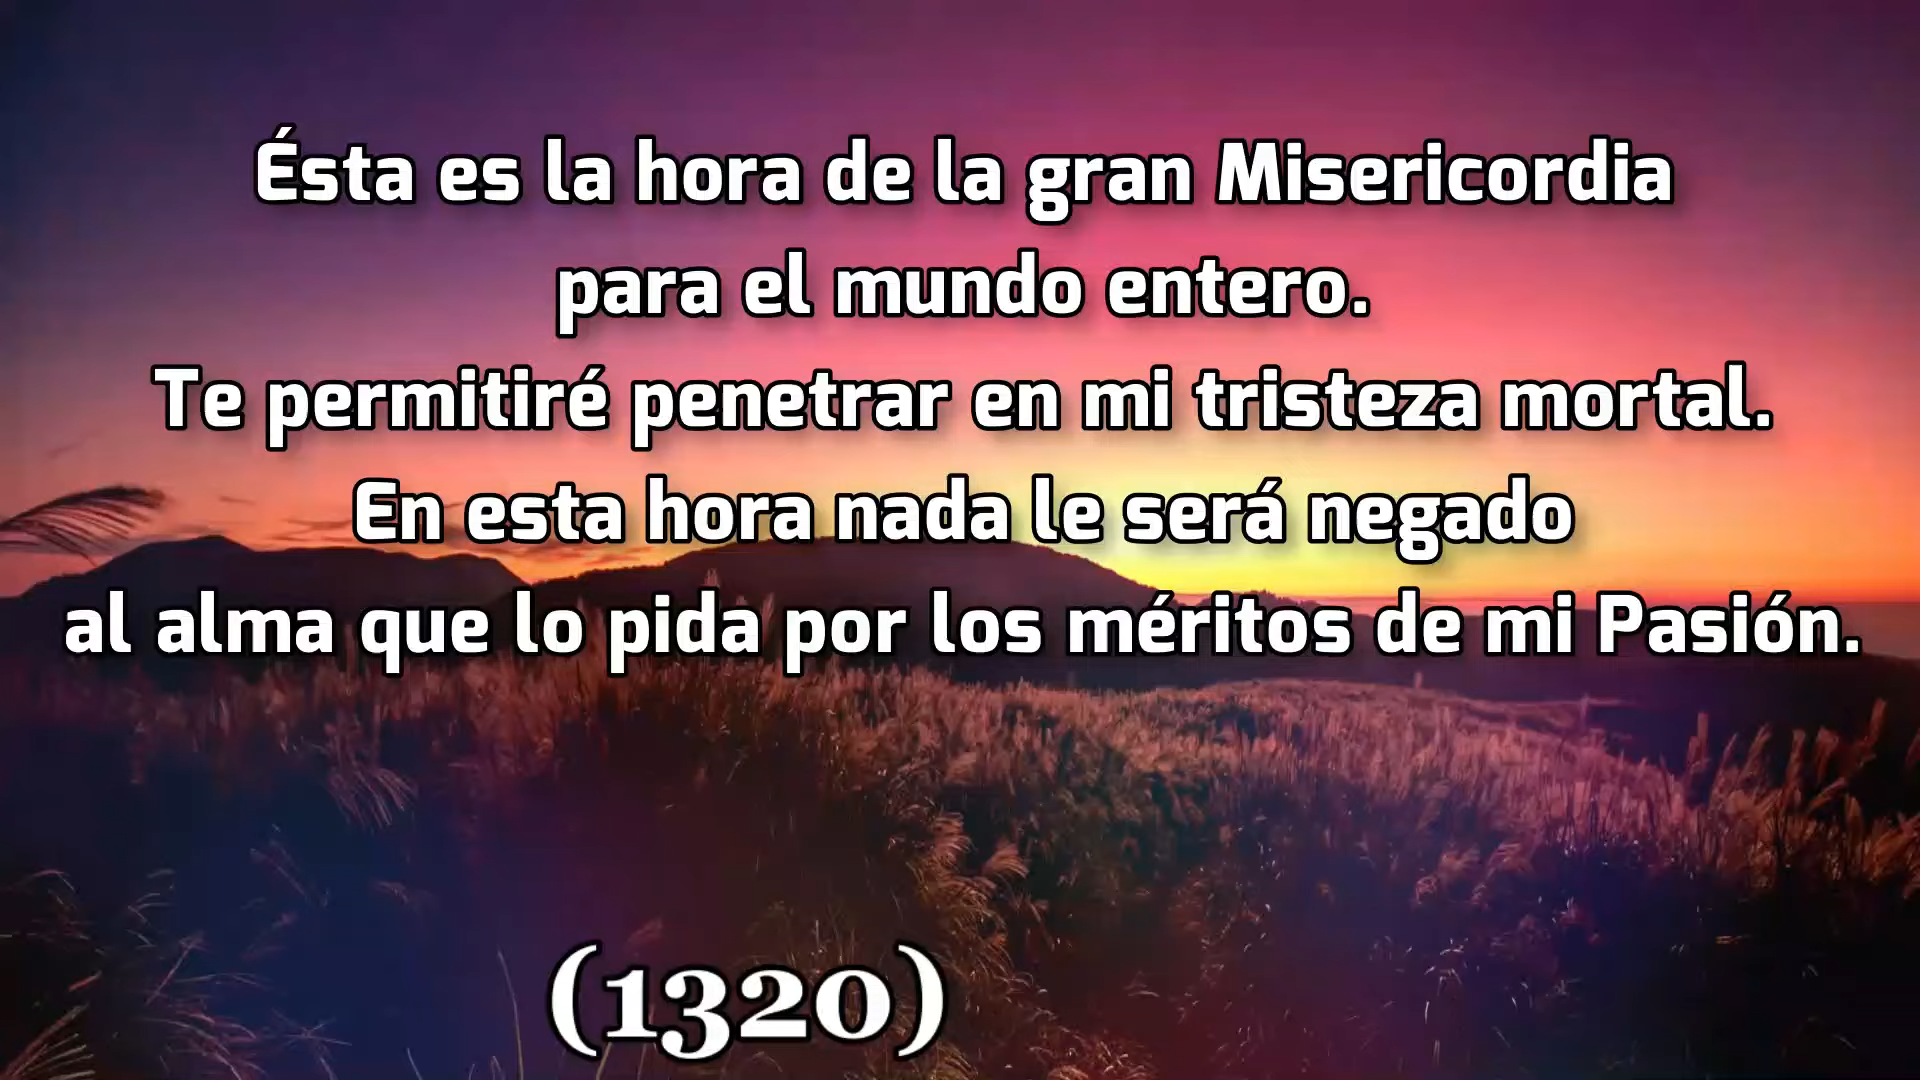 Ésta es la hora de la gran Misericordia
para el mundo entero.
Te permitiré penetrar en mi tristeza mortal.
En esta hora nada le será negado
al alma que lo pida por los méritos de mi Pasión.
(1320)